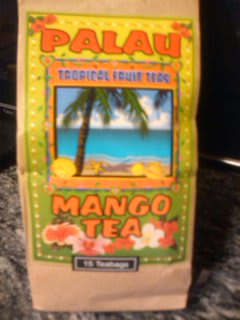 PALAU
TROPICAL FRUIT TEAS
MANGO
TEA
15 Teabags